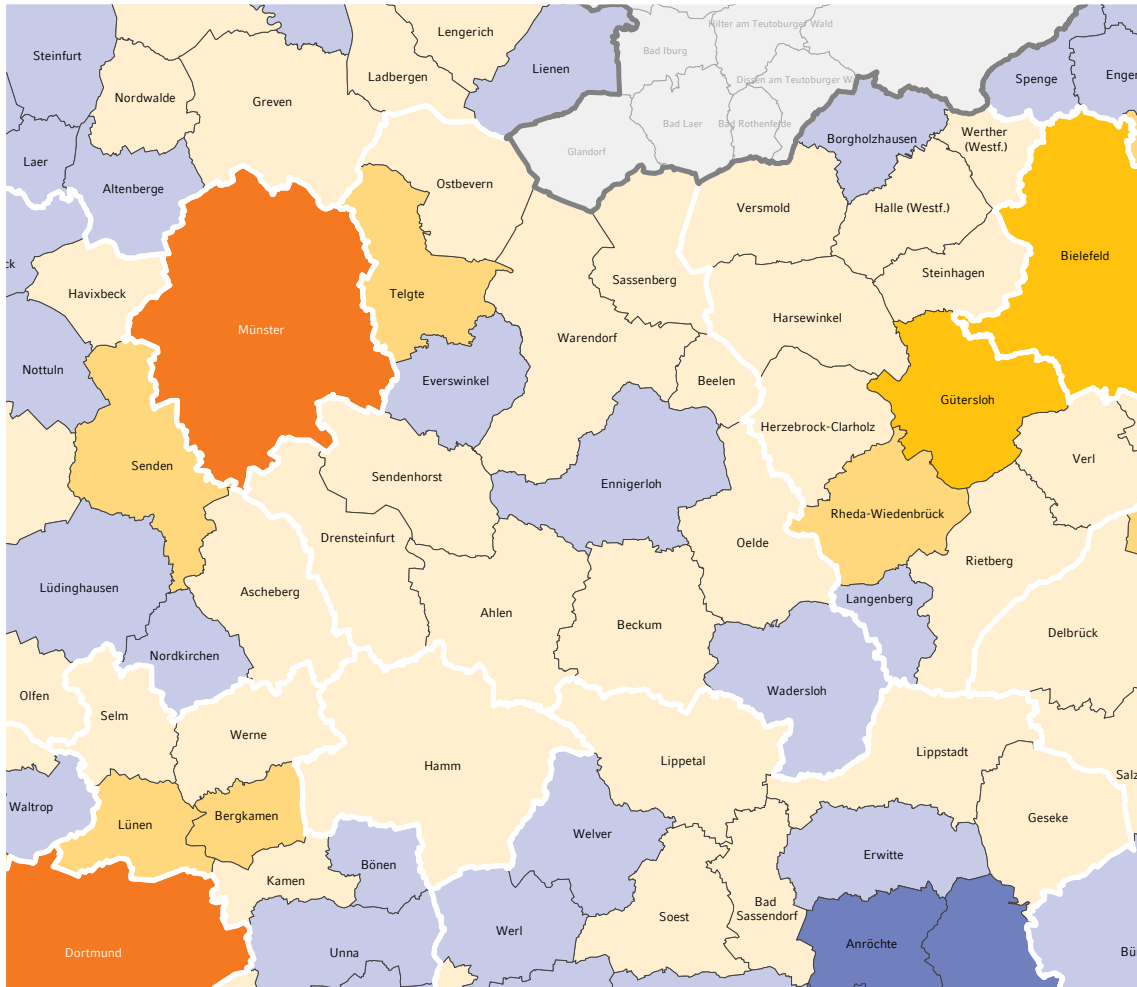 Lengerich
Hilter am Teutoburger Wald
Steinfurt
Bad Iburg
Lienen
Ladbergen
Dissen am Teutoburger W
Spenge
Enger
Nordwalde
Greven
Bad Laer
Bad Rothenfelde
Borgholzhausen
Werther
(Westf.)
Glandorf
Laer
Altenberge
Ostbevern
Versmold
Halle (Westf.)
Bielefeld
ck
Havixbeck
Telgte
Sassenberg
Steinhagen
Münster
Warendorf
Harsewinkel
Nottuln
Everswinkel
Beelen
Gütersloh
Herzebrock-Clarholz
Senden
Sendenhorst
Ennigerloh
Verl
Rheda-Wiedenbrück
Drensteinfurt
Oelde
Rietberg
Lüdinghausen
Ascheberg
Ahlen
Beckum
Langenberg
Delbrück
Nordkirchen
Wadersloh
Olfen
Selm
Werne
Hamm
Lippetal
Lippstadt
Salz
Waltrop
Lünen
Bergkamen
Welver
Geseke
Bönen
Erwitte
Kamen
Soest
Bad
Sassendorf
Werl
Dortmund
Unna
Anröchte
Bür